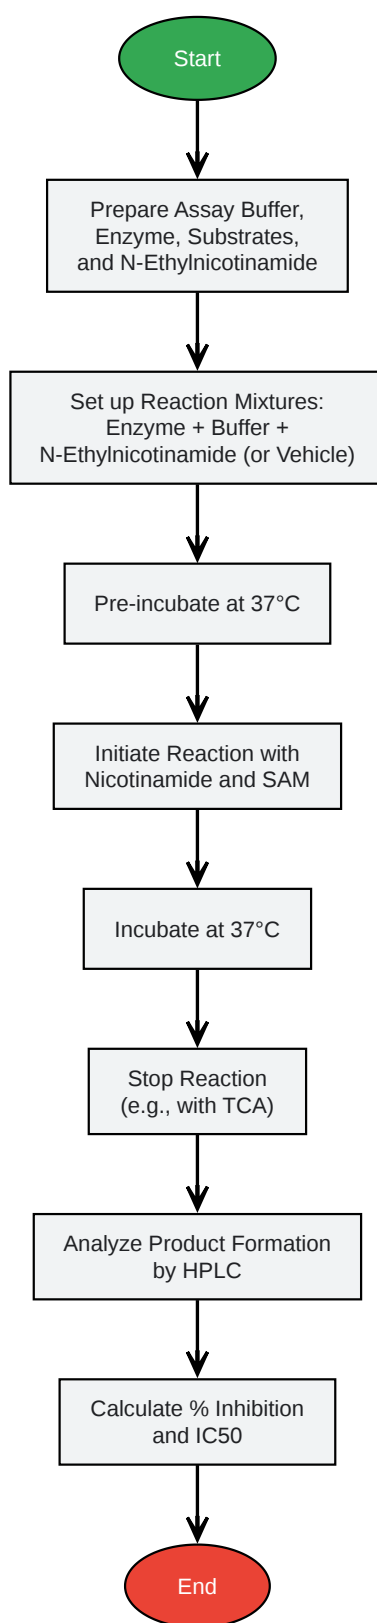 Start
Prepare Assay Buffer,
Enzyme, Substrates,
and N-Ethylnicotinamide
Set up Reaction Mixtures:
Enzyme + Buffer +
N-Ethylnicotinamide (or Vehicle)
Pre-incubate at 37°C
Initiate Reaction with
Nicotinamide and SAM
Incubate at 37°C
Stop Reaction
(e.g., with TCA)
Analyze Product Formation
by HPLC
Calculate % Inhibition
and IC50
End